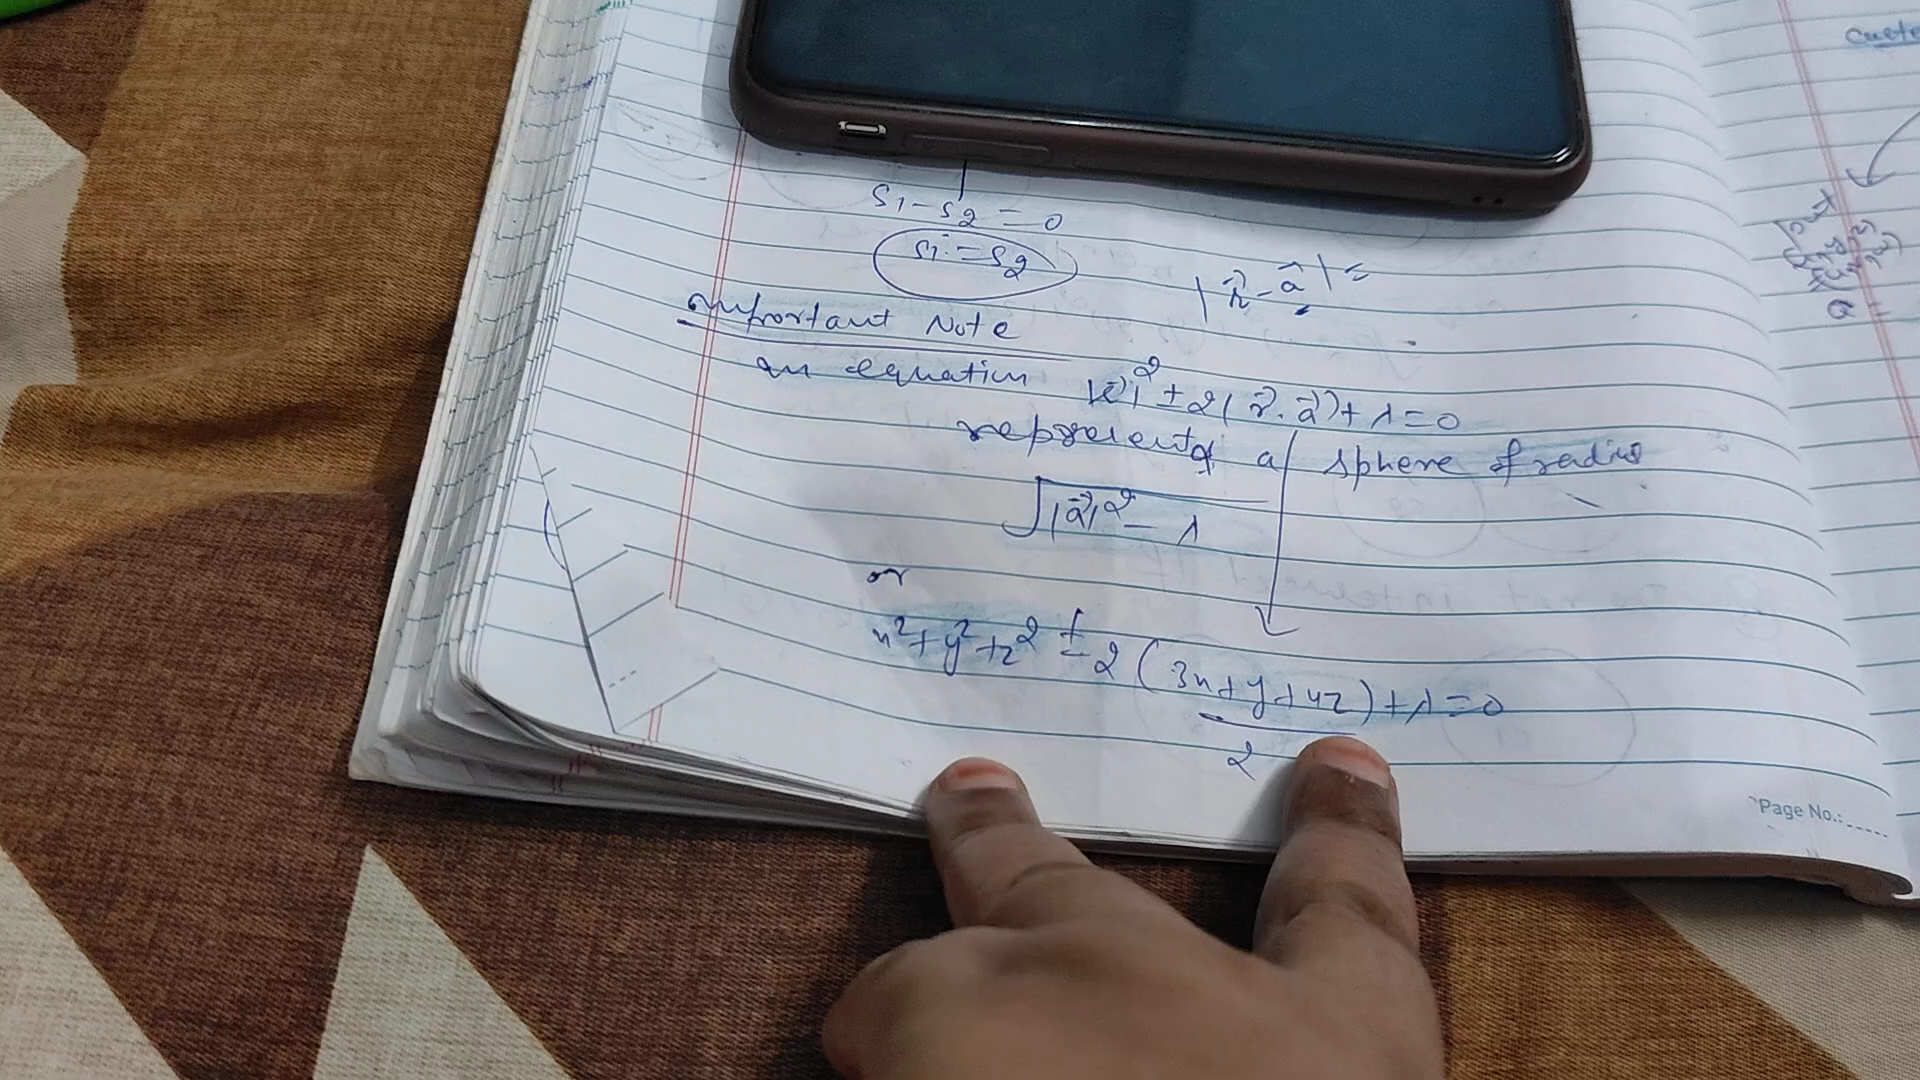 S1-S2 = 0
S1 = S2
|r⃗ - a⃗| =
Important Note
an equation |r⃗|² ± 2(r⃗. a⃗) + λ = 0
represents a sphere of radius
√|a⃗|² - λ
or
x²+y²+z² ± 2 (3x+y+4z) + λ = 0
2
Page No.: